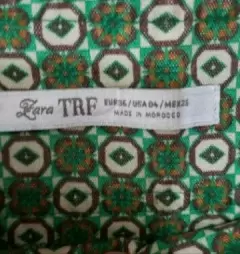 Zara TRF
EUR36/USA04/MEX26
MADE IN MOROCCO